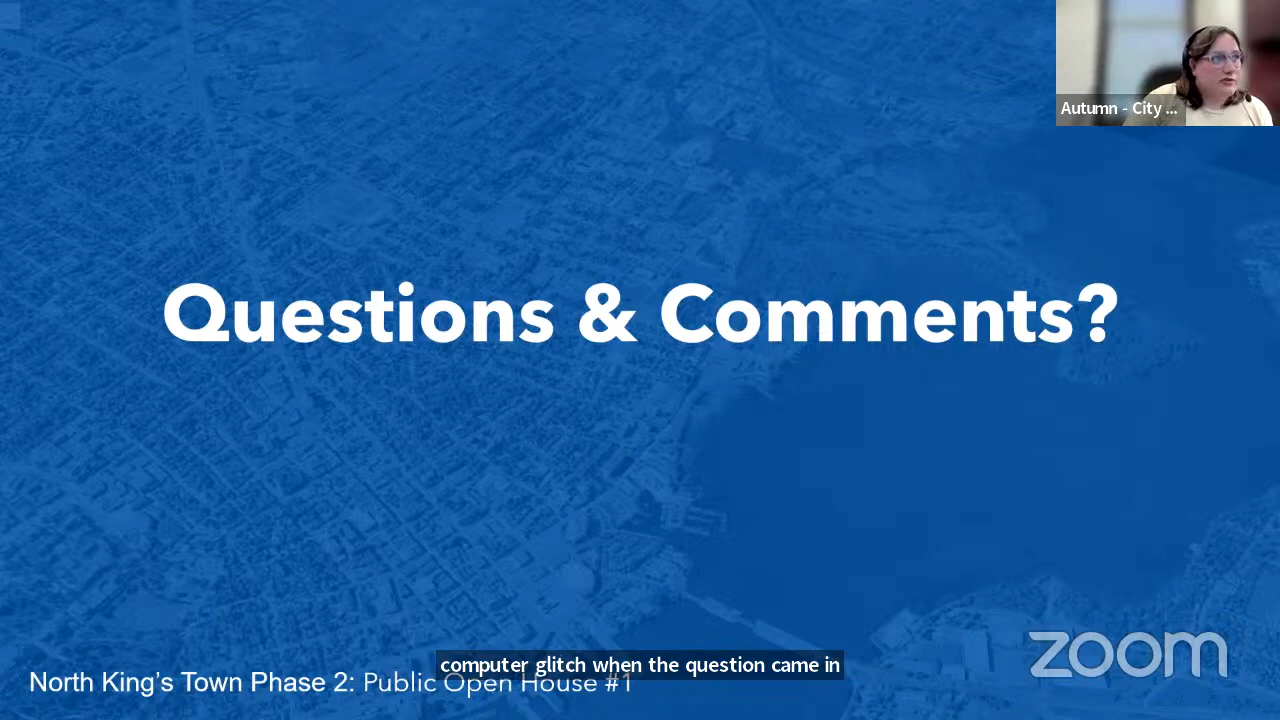 Autumn - City ...
Questions & Comments?
zoom
computer glitch when the question came in
North King's Town Phase 2: Public Open House #1